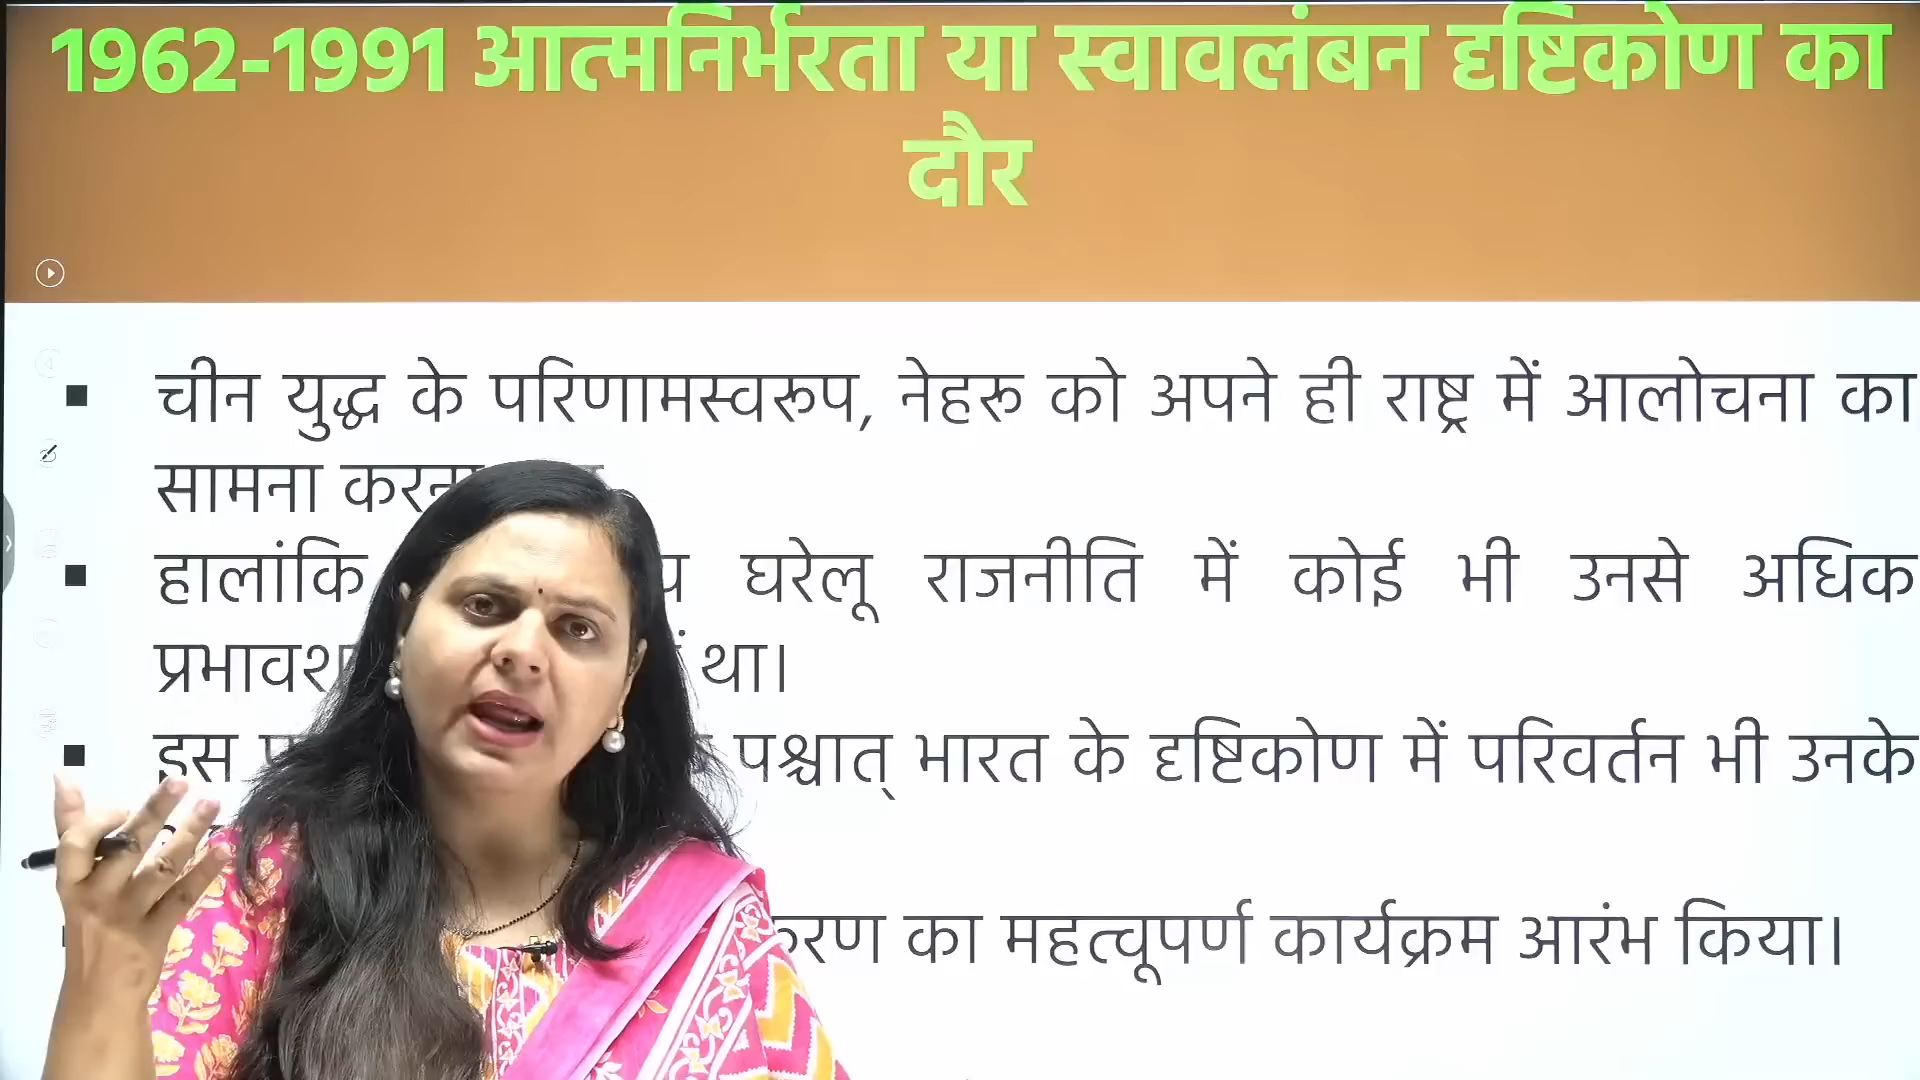 1962-1991 आत्मनिर्भरता या स्वावलंबन दृष्टिकोण का
दौर
चीन युद्ध के परिणामस्वरूप, नेहरू को अपने ही राष्ट्र में आलोचना का
सामना
हालांकि घरेलू राजनीति में कोई भी उनसे अधिक
था।
इस पश्चात् भारत के दृष्टिकोण में परिवर्तन भी उनके
का महत्वूपर्ण कार्यक्रम आरंभ किया।